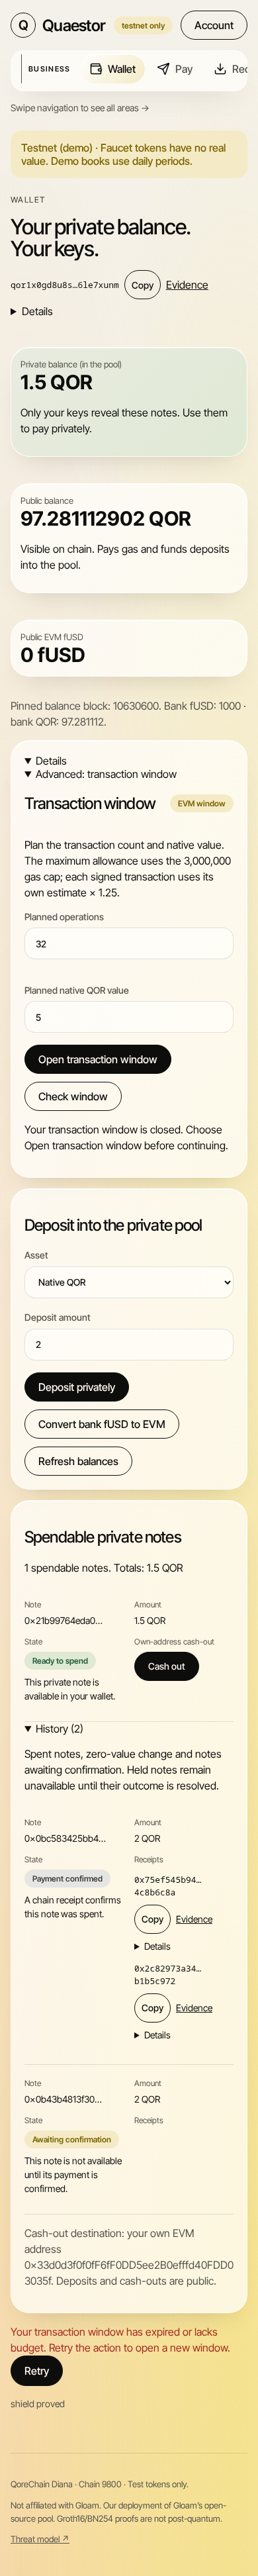 Q Quaestor testnet only Account
BUSINESS Wallet Pay Rec
Swipe navigation to see all areas →
Testnet (demo) · Faucet tokens have no real
value. Demo books use daily periods.
WALLET
Your private balance.
Your keys.
qor1x0gd8u8s…6le7xunm Copy Evidence
Details
Private balance (in the pool)
1.5 QOR
Only your keys reveal these notes. Use them
to pay privately.
Public balance
97.281112902 QOR
Visible on chain. Pays gas and funds deposits
into the pool.
Public EVM fUSD
0 fUSD
Pinned balance block: 10630600. Bank fUSD: 1000 ·
bank QOR: 97.281112.
Details
Advanced: transaction window
Transaction window EVM window
Plan the transaction count and native value.
The maximum allowance uses the 3,000,000
gas cap; each signed transaction uses its
own estimate × 1.25.
Planned operations
32
Planned native QOR value
5
Open transaction window
Check window
Your transaction window is closed. Choose
Open transaction window before continuing.
Deposit into the private pool
Asset
Native QOR
Deposit amount
2
Deposit privately
Convert bank fUSD to EVM
Refresh balances
Spendable private notes
1 spendable notes. Totals: 1.5 QOR
Note Amount
0x21b99764eda0… 1.5 QOR
State Own-address cash-out
Ready to spend Cash out
This private note is
available in your wallet.
History (2)
Spent notes, zero-value change and notes
awaiting confirmation. Held notes remain
unavailable until their outcome is resolved.
Note Amount
0x0bc583425bb4… 2 QOR
State Receipts
Payment confirmed 0x75ef545b94…
4c8b6c8a
A chain receipt confirms
this note was spent.
Copy Evidence
Details
0x2c82973a34…
b1b5c972
Copy Evidence
Details
Note Amount
0x0b43b4813f30… 2 QOR
State Receipts
Awaiting confirmation
This note is not available
until its payment is
confirmed.
Cash-out destination: your own EVM
address
0x33d0d3f0f0fF6fF0DD5ee2B0efffd40FDD0
3035f. Deposits and cash-outs are public.
Your transaction window has expired or lacks
budget. Retry the action to open a new window.
Retry
shield proved
QoreChain Diana · Chain 9800 · Test tokens only.
Not affiliated with Gloam. Our deployment of Gloam's open-
source pool. Groth16/BN254 proofs are not post-quantum.
Threat model ↗